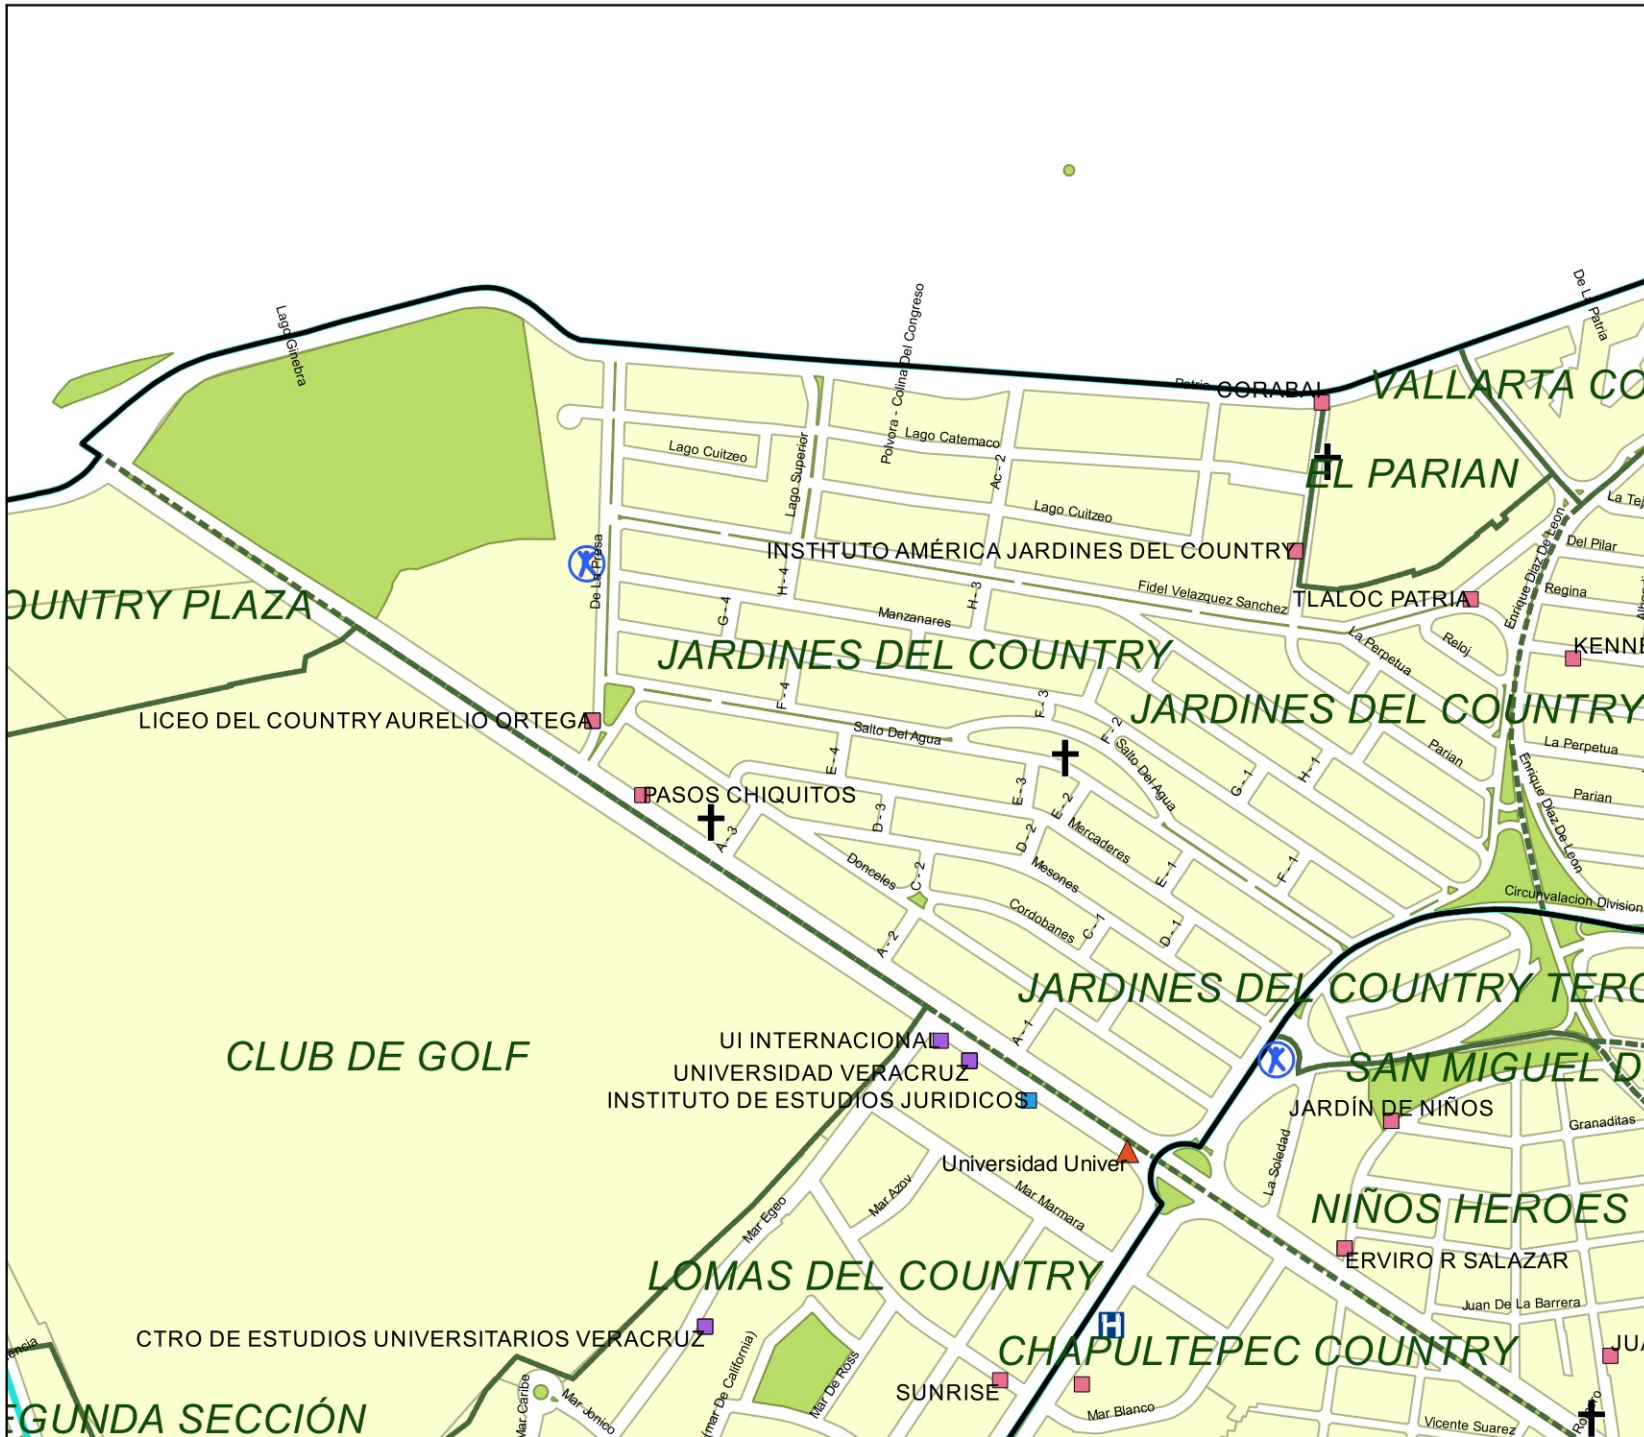 De La Patria
Lago Ginebra
Polvora - Colina Del Congreso
Patria
CORABAI
VALLARTA CO
Lago Catemaco
Lago Cuitzeo
Lago Superior
Ac - 2
EL PARIAN
Lago Cuitzeo
La Tej
INSTITUTO AMÉRICA JARDINES DEL COUNTRY
De La Presa
H - 4
H - 3
Fidel Velazquez Sanchez
TLALOC PATRIA
Enrique Diaz De Leon
Del Pilar
Regina
OUNTRY PLAZA
G - 4
Manzanares
La Perpetua
Reloj
KENNE
JARDINES DEL COUNTRY
F - 4
F - 3
JARDINES DEL COUNTRY
LICEO DEL COUNTRY AURELIO ORTEGA
Salto Del Agua
F - 2
Salto Del Agua
Parian
La Perpetua
E - 4
E - 3
E - 2
G - 1
H - 1
Enrique Diaz De Leon
Parian
PASOS CHIQUITOS
A - 3
D - 3
D - 2
Mercaderes
Donceles
C - 2
Mesones
E - 1
F - 1
Circunvalacion Division
Cordobanes
C - 1
D - 1
A - 2
JARDINES DEL COUNTRY TERC
A - 1
UI INTERNACIONAL
CLUB DE GOLF
UNIVERSIDAD VERACRUZ
SAN MIGUEL D
INSTITUTO DE ESTUDIOS JURIDICOS
JARDÍN DE NIÑOS
Granaditas
Universidad Univer
La Soledad
Mar Azov
Mar Marmara
Mar Egeo
NIÑOS HEROES
ERVIRO R SALAZAR
LOMAS DEL COUNTRY
Juan De La Barrera
H
CTRO DE ESTUDIOS UNIVERSITARIOS VERACRUZ
CHAPULTEPEC COUNTRY
JUA
encia
(mar De California)
Mar De Ross
SUNRISE
Mar Caribe
Mar Jonico
Mar Blanco
EGUNDA SECCIÓN
Vicente Suarez